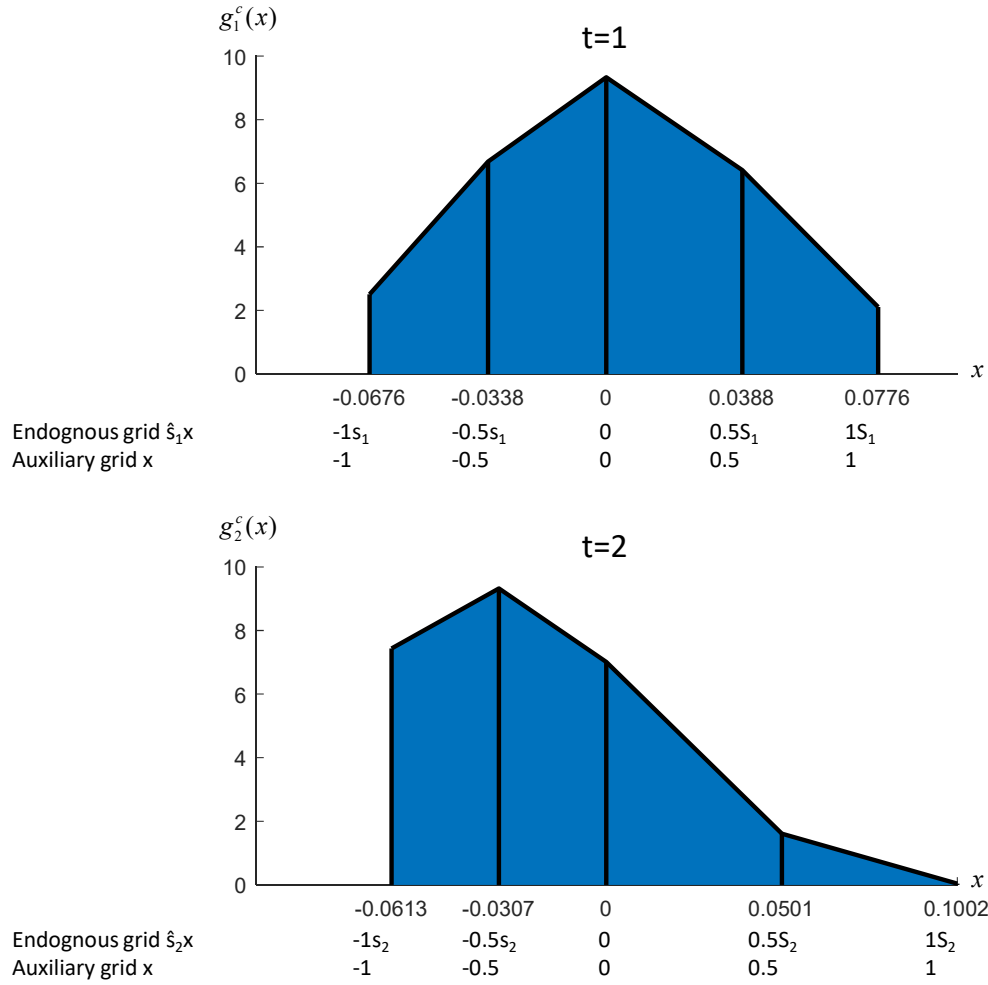 g₁ᶜ(x)
t=1
10
8
6
4
2
0
x
-0.0676 -0.0338 0 0.0388 0.0776
Endognous grid ŝ₁x -1s₁ -0.5s₁ 0 0.5S₁ 1S₁
Auxiliary grid x -1 -0.5 0 0.5 1
g₂ᶜ(x)
t=2
10
8
6
4
2
0
x
-0.0613 -0.0307 0 0.0501 0.1002
Endognous grid ŝ₂x -1s₂ -0.5s₂ 0 0.5S₂ 1S₂
Auxiliary grid x -1 -0.5 0 0.5 1